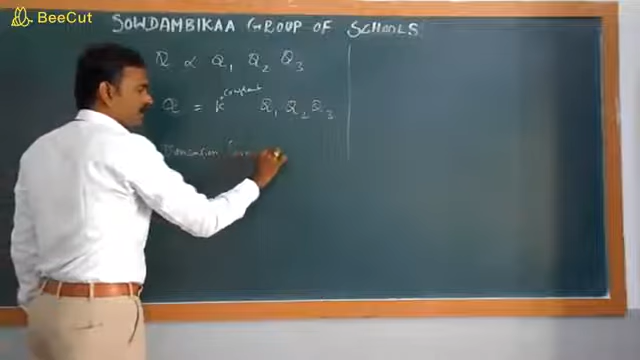 BeeCut
SOWDAMBIKAA GROUP OF SCHOOLS
Q ∝ Q₁ Q₂ Q₃
constant
Q = K Q₁ Q₂ Q₃